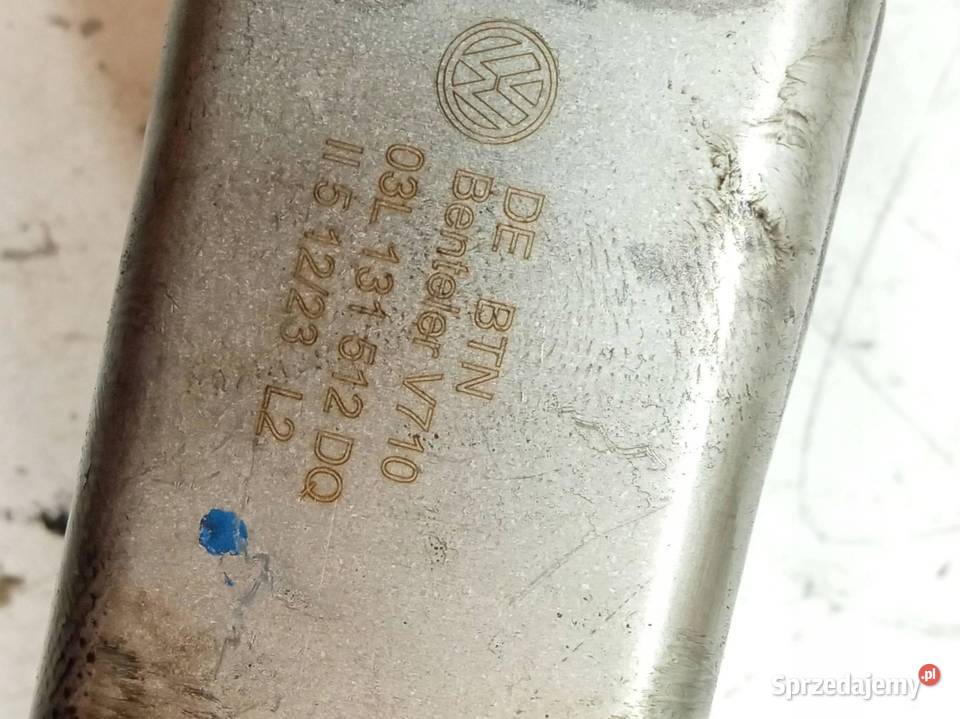 DE BTN
Benteler V710
03L 131 512 DQ
II 5 12/23 L2
Sprzedajemy.pl